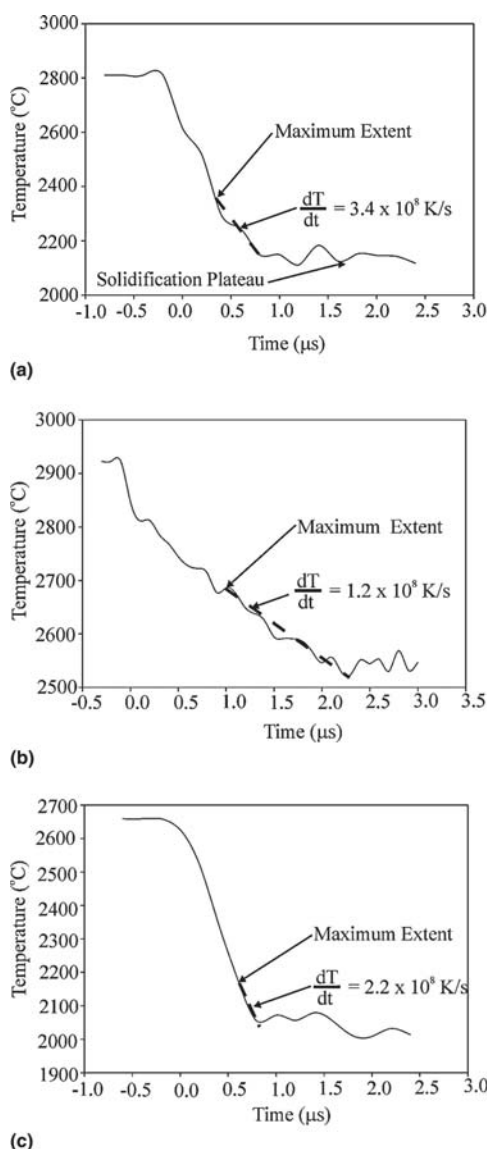 3000
2800
2600
2400
2200
2000
Temperature (°C)
Maximum Extent
dT
dt = 3.4 x 10⁸ K/s
Solidification Plateau
-1.0 -0.5 0.0 0.5 1.0 1.5 2.0 2.5 3.0
Time (μs)
(a)
3000
2900
2800
2700
2600
2500
Temperature (°C)
Maximum Extent
dT
dt = 1.2 x 10⁸ K/s
-0.5 0.0 0.5 1.0 1.5 2.0 2.5 3.0 3.5
Time (μs)
(b)
2700
2600
2500
2400
2300
2200
2100
2000
1900
Temperature (°C)
Maximum Extent
dT
dt = 2.2 x 10⁸ K/s
-1.0 -0.5 0.0 0.5 1.0 1.5 2.0 2.5 3.0
Time (μs)
(c)